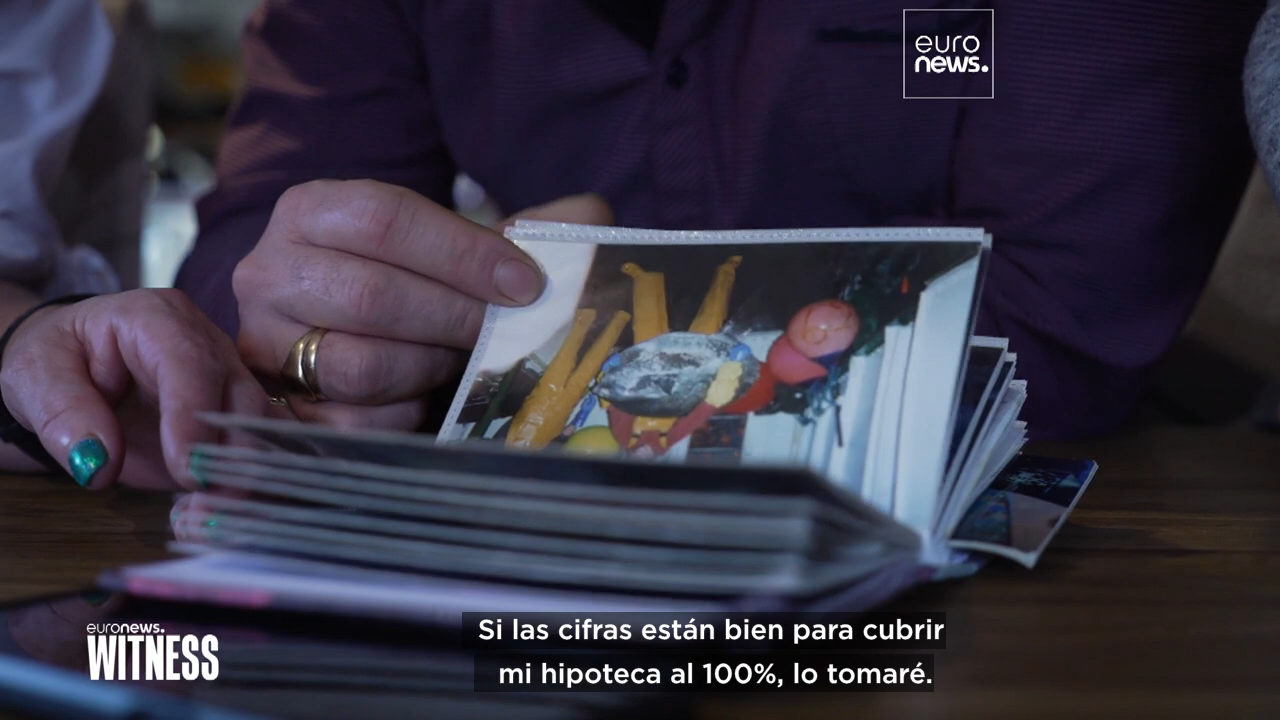 euro
news.
euronews.
WITNESS
Si las cifras están bien para cubrir
mi hipoteca al 100%, lo tomaré.